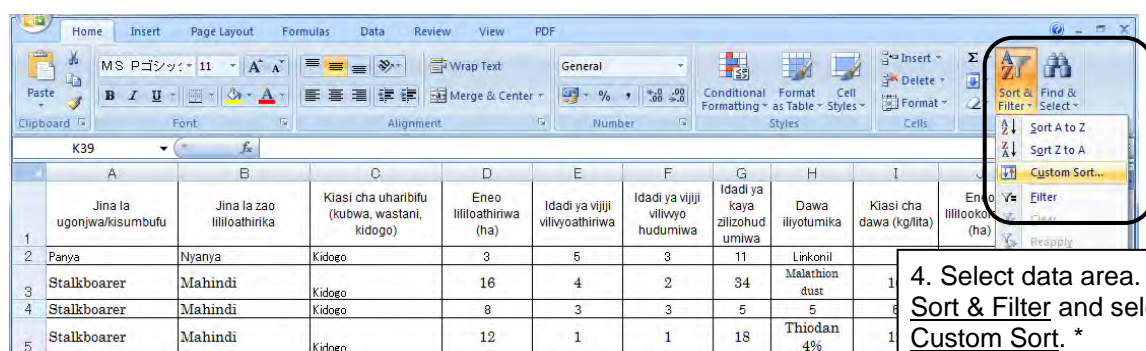 Home Insert Page Layout Formulas Data Review View PDF
MS Pゴシッ 11 A A Wrap Text General Insert Σ
Paste B I U A Merge & Center % , .0 .00 .00 .0 Conditional Formatting Format as Table Cell Styles Delete Format Sort & Filter Find & Select
Clipboard Font Alignment Number Styles Cells
Sort A to Z
Sort Z to A
Custom Sort...
Filter
Clear
Reapply
K39 fx
A B C D E F G H I
1 Jina la ugonjwa/kisumbufu Jina la zao lililoathirika Kiasi cha uharibifu (kubwa, wastani, kidogo) Eneo lililoathiriwa (ha) Idadi ya vijiji vilivyoathiriwa Idadi ya vijiji vilivyo hudumiwa Idadi ya kaya zilizohud umiwa Dawa iliyotumika Kiasi cha dawa (kg/lita) (ha)
2 Panya Nyanya Kidogo 3 5 3 11 Linkonil
3 Stalkboarer Mahindi Kidogo 16 4 2 34 Malathion dust
4 Stalkboarer Mahindi Kidogo 8 3 3 5 5
5 Stalkboarer Mahindi Kidogo 12 1 1 18 Thiodan 4%
4. Select data area.
Sort & Filter and sele
Custom Sort. *